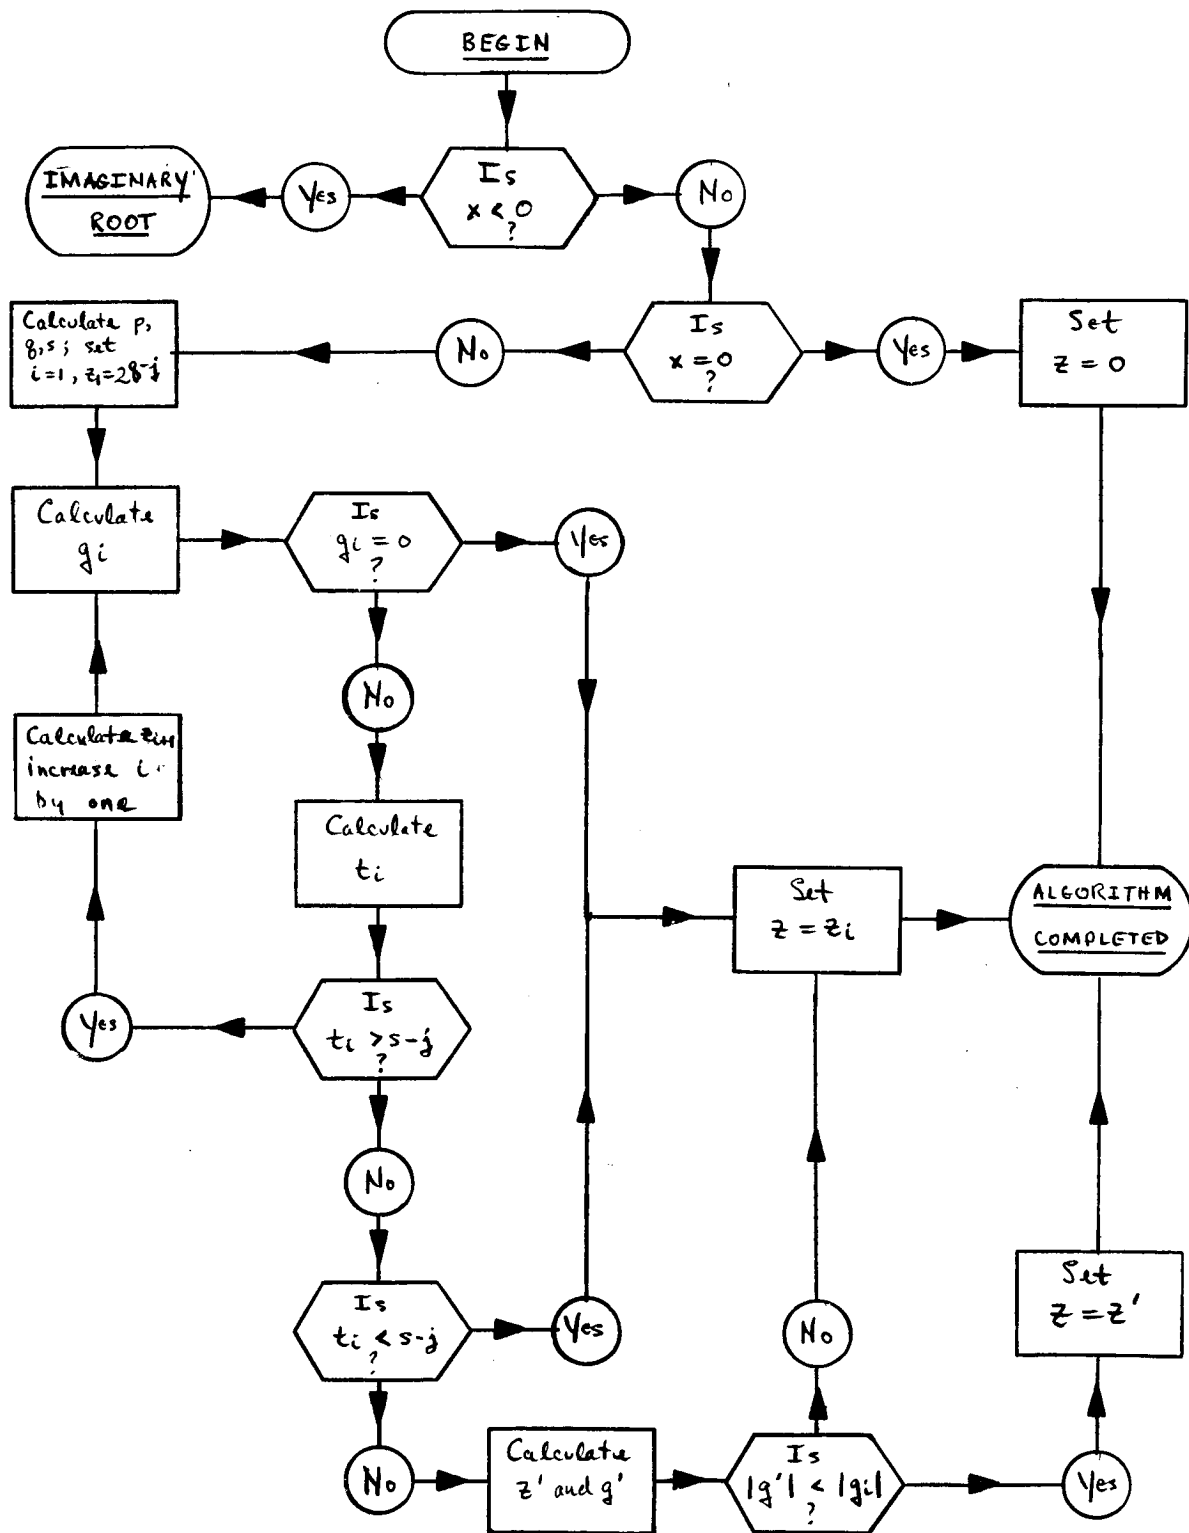 BEGIN
Is
x < 0
?
Yes
No
IMAGINARY
ROOT
Is
x = 0
?
No
Yes
Calculate p,
q, s; set
i=1, z₁=2q-j
Set
z = 0
Calculate
gi
Is
gi = 0
?
Yes
No
Calculate zi+1
increase i
by one
Calculate
ti
Set
z = zi
ALGORITHM
COMPLETED
Is
ti > s-j
?
Yes
No
Is
ti < s-j
?
Yes
No
Set
z = z'
No
Calculate
z' and g'
Is
|g'| < |gi|
?
Yes